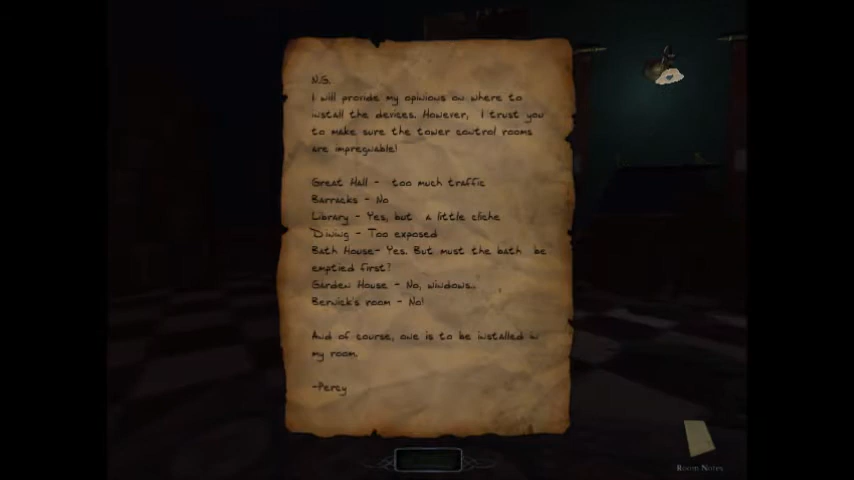 N.G.
I will provide my opinions on where to
install the devices. However, I trust you
to make sure the tower control rooms
are impregnable!
Great Hall - too much traffic
Barracks - No
Library - Yes, but a little cliche
Dining - Too exposed
Bath House- Yes. But must the bath be
emptied first?
Garden House - No, windows..
Berwick's room - No!
And of course, one is to be installed in
my room.
-Percy
Recon Notes